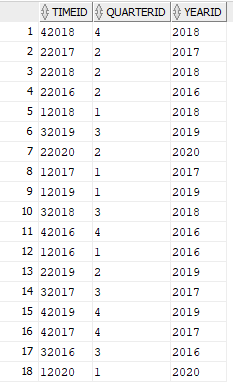 TIMEID QUARTERID YEARID
1 42018 4 2018
2 22017 2 2017
3 22018 2 2018
4 22016 2 2016
5 12018 1 2018
6 32019 3 2019
7 22020 2 2020
8 12017 1 2017
9 12019 1 2019
10 32018 3 2018
11 42016 4 2016
12 12016 1 2016
13 22019 2 2019
14 32017 3 2017
15 42019 4 2019
16 42017 4 2017
17 32016 3 2016
18 12020 1 2020